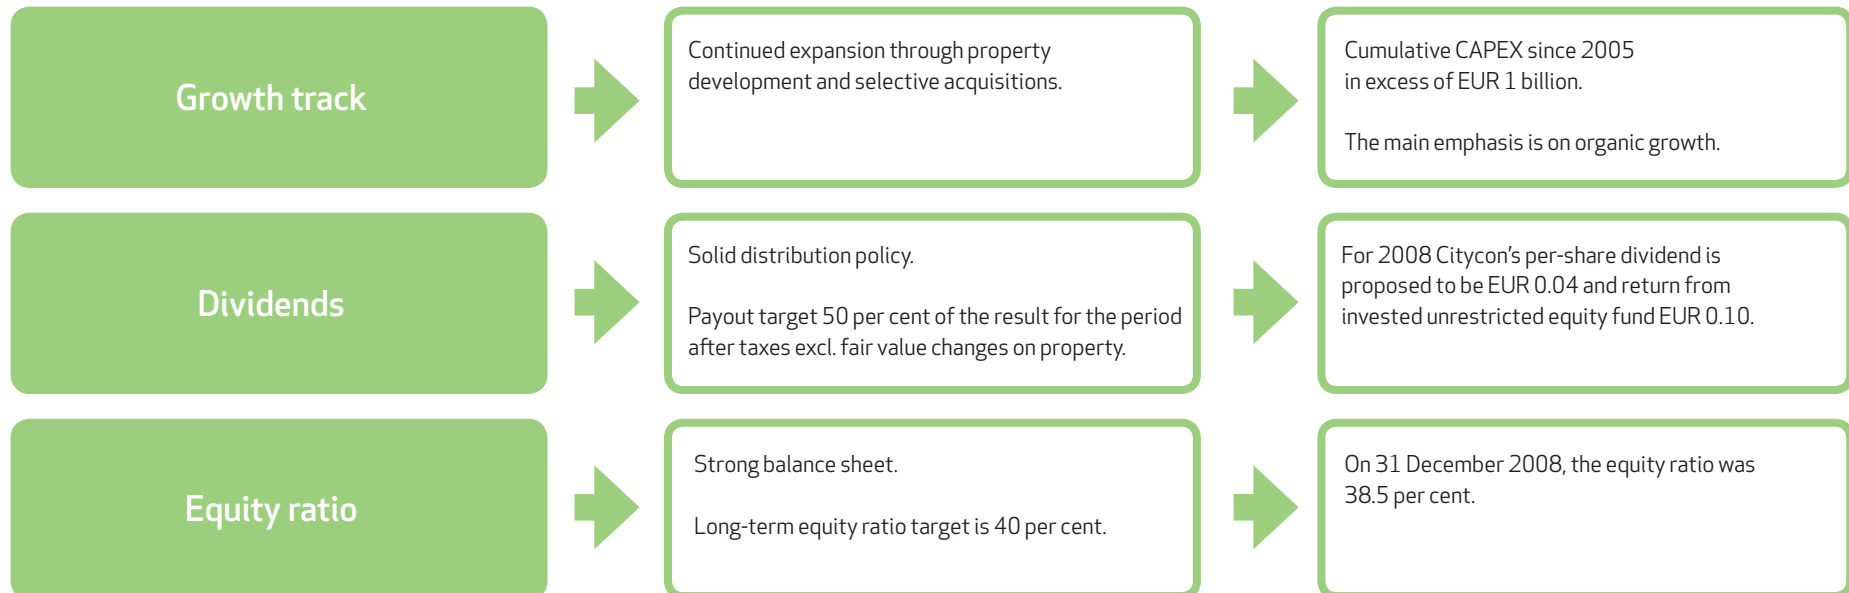 Growth track
Continued expansion through property
development and selective acquisitions.
Cumulative CAPEX since 2005
in excess of EUR 1 billion.
The main emphasis is on organic growth.
Dividends
Solid distribution policy.
Payout target 50 per cent of the result for the period
after taxes excl. fair value changes on property.
For 2008 Citycon’s per-share dividend is
proposed to be EUR 0.04 and return from
invested unrestricted equity fund EUR 0.10.
Equity ratio
Strong balance sheet.
Long-term equity ratio target is 40 per cent.
On 31 December 2008, the equity ratio was
38.5 per cent.